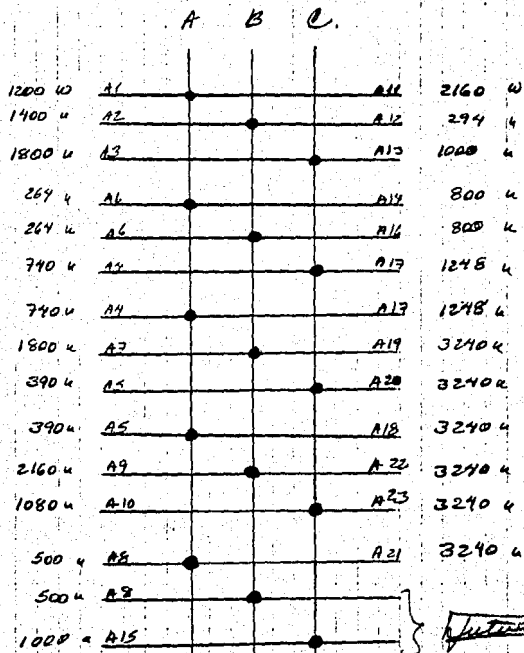 A B C.
1200 W A1 A11 2160 W
1400 " A2 A12 294 "
1800 " A3 A13 1000 "
264 " A6 A14 800 "
264 " A6 A16 800 "
740 " A4 A17 1248 "
740 " A4 A17 1248 "
1800 " A7 A19 3240 "
390 " A5 A20 3240 "
390 " A5 A18 3240 "
2160 " A9 A22 3240 "
1080 " A10 A23 3240 "
500 " A8 A21 3240 "
500 " A8
1000 " A15